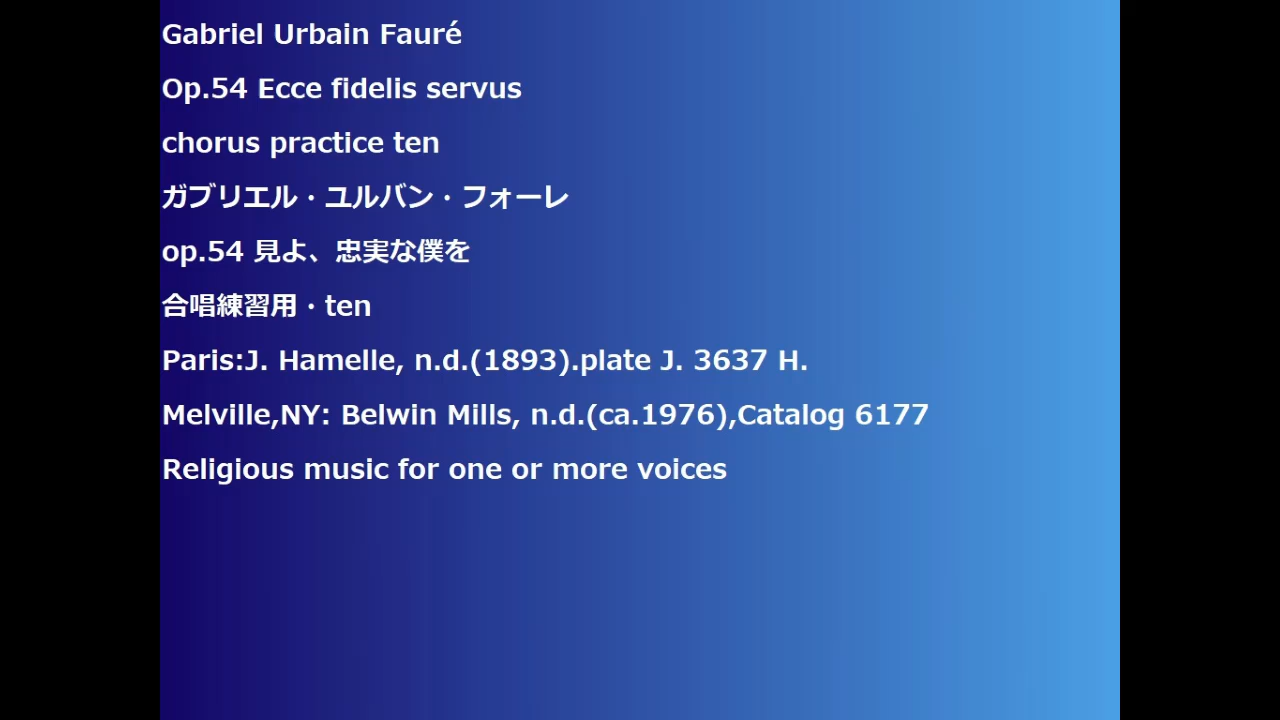 Gabriel Urbain Fauré
Op.54 Ecce fidelis servus
chorus practice ten
ガブリエル・ユルバン・フォーレ
op.54 見よ、忠実な僕を
合唱練習用・ten
Paris:J. Hamelle, n.d.(1893).plate J. 3637 H.
Melville,NY: Belwin Mills, n.d.(ca.1976),Catalog 6177
Religious music for one or more voices